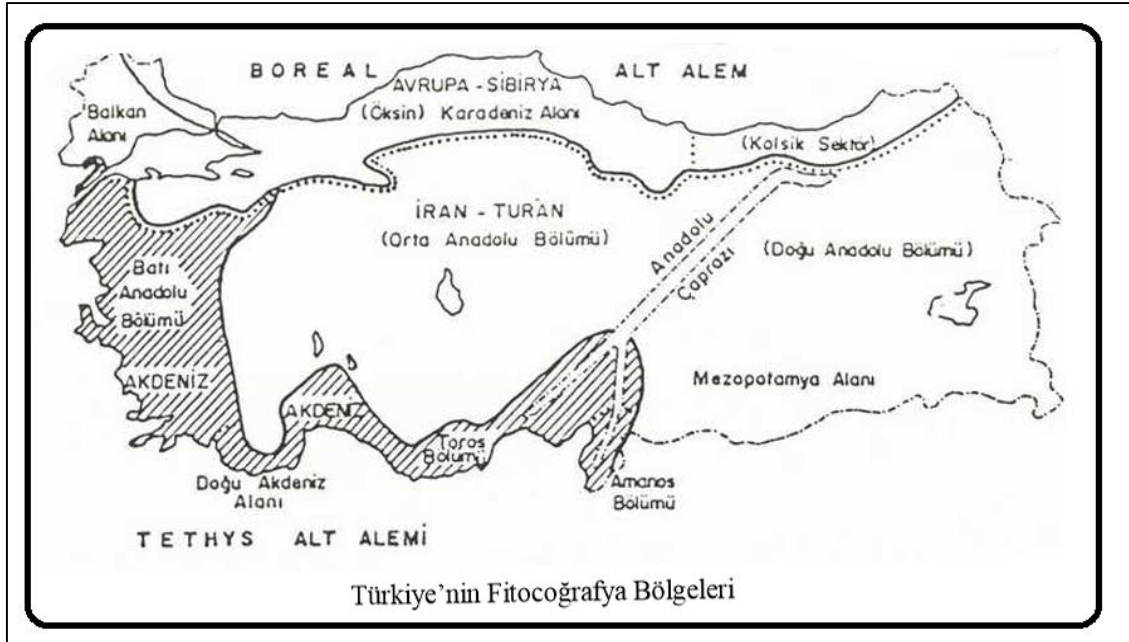 BOREAL ALT ALEM
AVRUPA - SİBİRYA
(Öksin) Karadeniz Alanı
Balkan
Alanı
(Kolşik Sektör)
İRAN - TURAN
(Orta Anadolu Bölümü)
Anadolu
Çaprazı
(Doğu Anadolu Bölümü)
Batı
Anadolu
Bölümü
AKDENİZ
AKDENİZ
Mezopotamya Alanı
Toros
Bölümü
Doğu Akdeniz
Alanı
Amanos
Bölümü
TETHYS ALT ALEMİ
Türkiye’nin Fitocoğrafya Bölgeleri